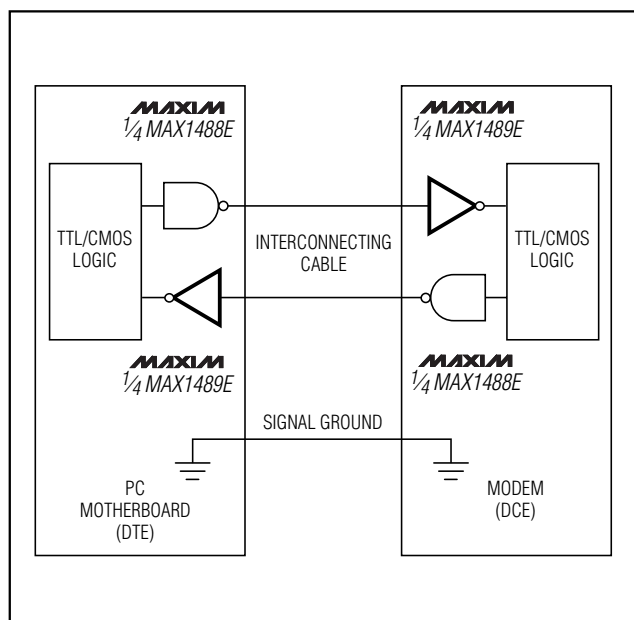 MAXIM
1/4 MAX1488E
MAXIM
1/4 MAX1489E
TTL/CMOS
LOGIC
INTERCONNECTING
CABLE
TTL/CMOS
LOGIC
MAXIM
1/4 MAX1489E
MAXIM
1/4 MAX1488E
SIGNAL GROUND
PC
MOTHERBOARD
(DTE)
MODEM
(DCE)